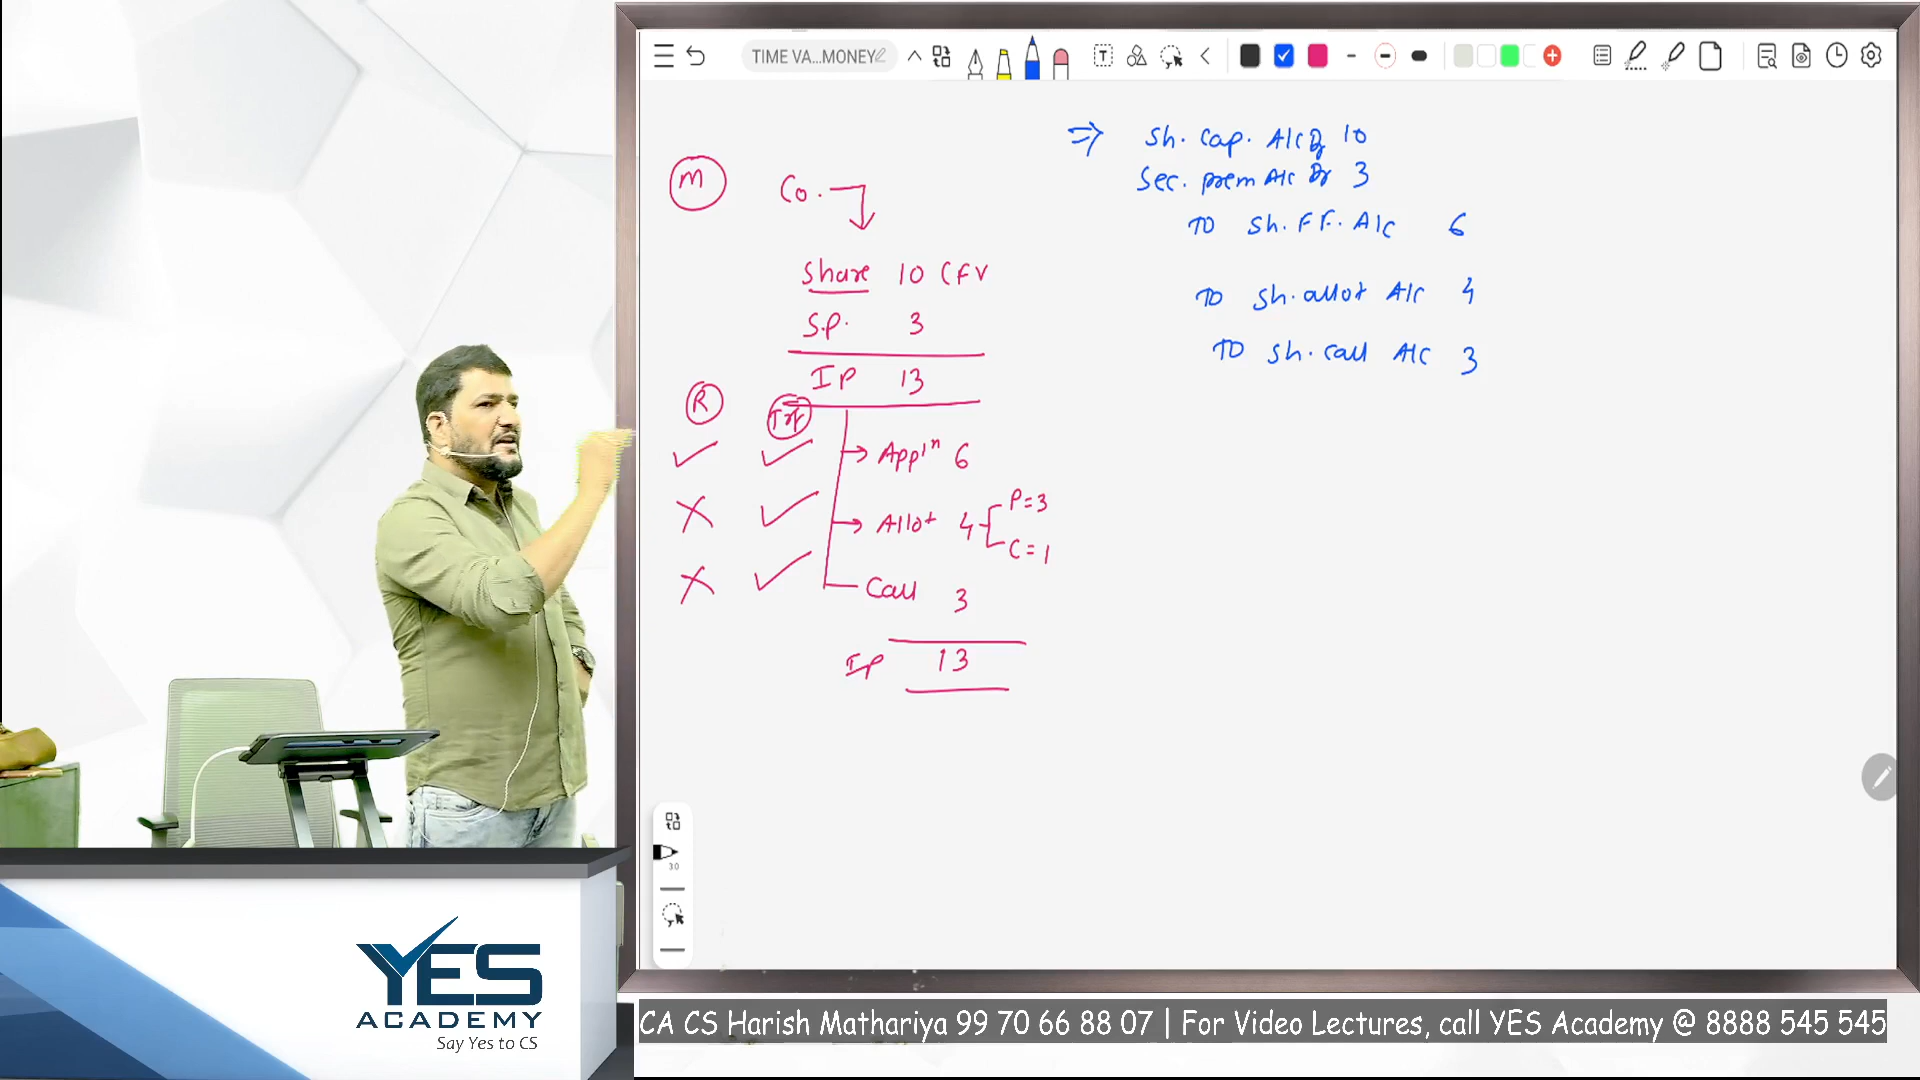 TIME VA...MONEY
T
⇒ Sh. Cap. A/c Dr 10
Sec. prem A/c Dr 3
TO Sh. F.F. A/c 6
TO Sh. allot A/c 4
TO Sh. call A/c 3
M
Co.
Share 10 (FV
S.P. 3
IP 13
R
Trf
Appl^n 6
Allot 4
P=3
C=1
Call 3
IP 13
30
YES
ACADEMY
Say Yes to CS
CA CS Harish Mathariya 99 70 66 88 07 | For Video Lectures, call YES Academy @ 8888 545 545